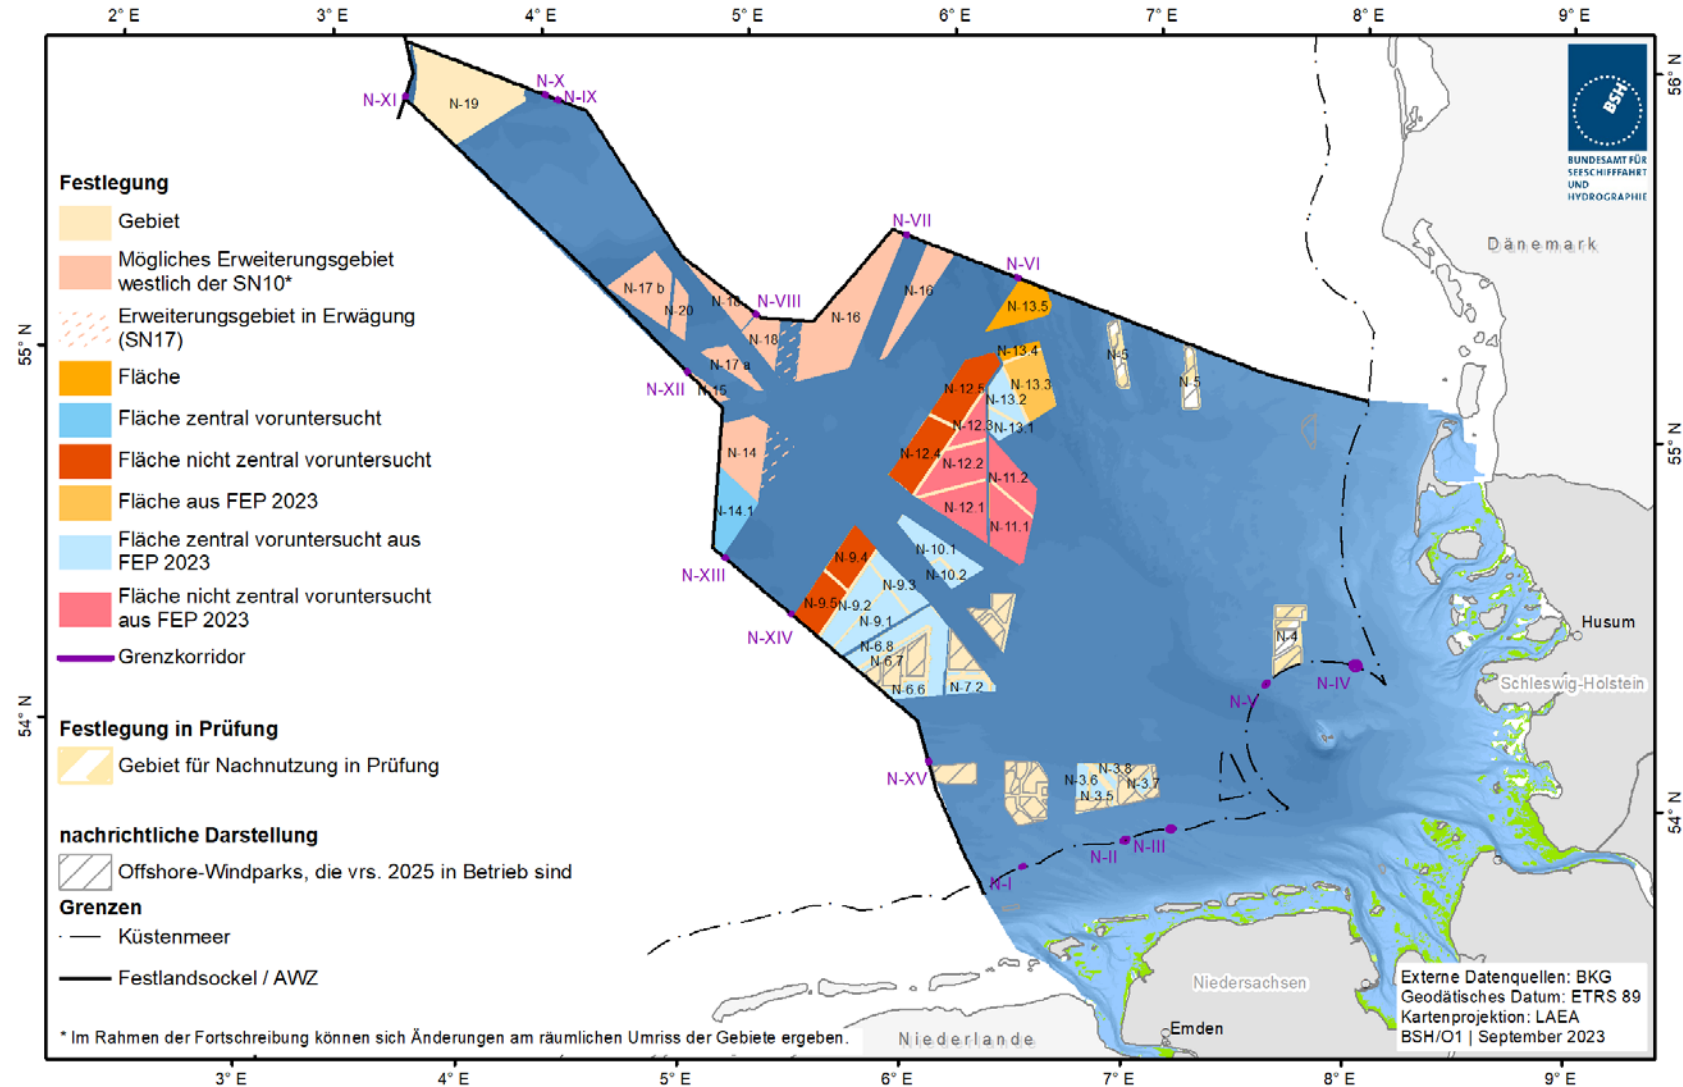 2° E
3° E
4° E
5° E
6° E
7° E
8° E
9° E
56° N
55° N
54° N
55° N
54° N
3° E
4° E
5° E
6° E
7° E
8° E
9° E
BSH
BUNDESAMT FÜR
SEESCHIFFFAHRT
UND
HYDROGRAPHIE
Festlegung
Gebiet
Mögliches Erweiterungsgebiet
westlich der SN10*
Erweiterungsgebiet in Erwägung
(SN17)
Fläche
Fläche zentral voruntersucht
Fläche nicht zentral voruntersucht
Fläche aus FEP 2023
Fläche zentral voruntersucht aus
FEP 2023
Fläche nicht zentral voruntersucht
aus FEP 2023
Grenzkorridor
Festlegung in Prüfung
Gebiet für Nachnutzung in Prüfung
nachrichtliche Darstellung
Offshore-Windparks, die vrs. 2025 in Betrieb sind
Grenzen
Küstenmeer
Festlandsockel / AWZ
* Im Rahmen der Fortschreibung können sich Änderungen am räumlichen Umriss der Gebiete ergeben.
N-XI
N-19
N-X
N-IX
N-VII
N-VI
N-17 b
N-20
N-18
N-VIII
N-16
N-16
N-18
N-17 a
N-XII
N-15
N-13.5
N-13.4
N-13.3
N-13.2
N-13.1
N-5
N-5
N-12.5
N-12.3
N-12.4
N-12.2
N-12.1
N-11.2
N-11.1
N-14
N-14.1
N-XIII
N-10.1
N-10.2
N-9.4
N-9.3
N-9.5
N-9.2
N-9.1
N-XIV
N-6.8
N-6.7
N-6.6
N-7.2
N-4
N-IV
N-V
N-XV
N-3.8
N-3.6
N-3.7
N-3.5
N-II
N-III
N-I
Dänemark
Husum
Schleswig-Holstein
Niedersachsen
Niederlande
Emden
Externe Datenquellen: BKG
Geodätisches Datum: ETRS 89
Kartenprojektion: LAEA
BSH/O1 | September 2023